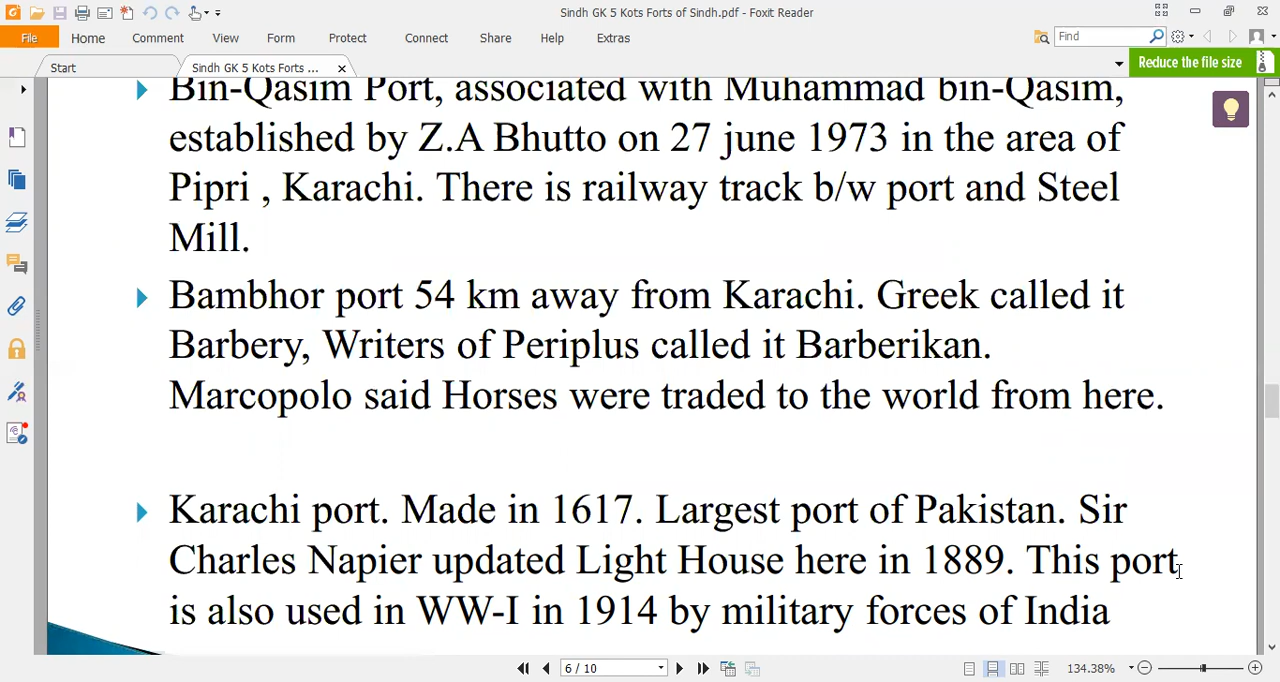 Sindh GK 5 Kots Forts of Sindh.pdf - Foxit Reader
File Home Comment View Form Protect Connect Share Help Extras Find
Start Sindh GK 5 Kots Forts ... Reduce the file size
Bin-Qasim Port, associated with Muhammad bin-Qasim,
established by Z.A Bhutto on 27 june 1973 in the area of
Pipri , Karachi. There is railway track b/w port and Steel
Mill.
Bambhor port 54 km away from Karachi. Greek called it
Barbery, Writers of Periplus called it Barberikan.
Marcopolo said Horses were traded to the world from here.
Karachi port. Made in 1617. Largest port of Pakistan. Sir
Charles Napier updated Light House here in 1889. This port
is also used in WW-I in 1914 by military forces of India
6 / 10 134.38%